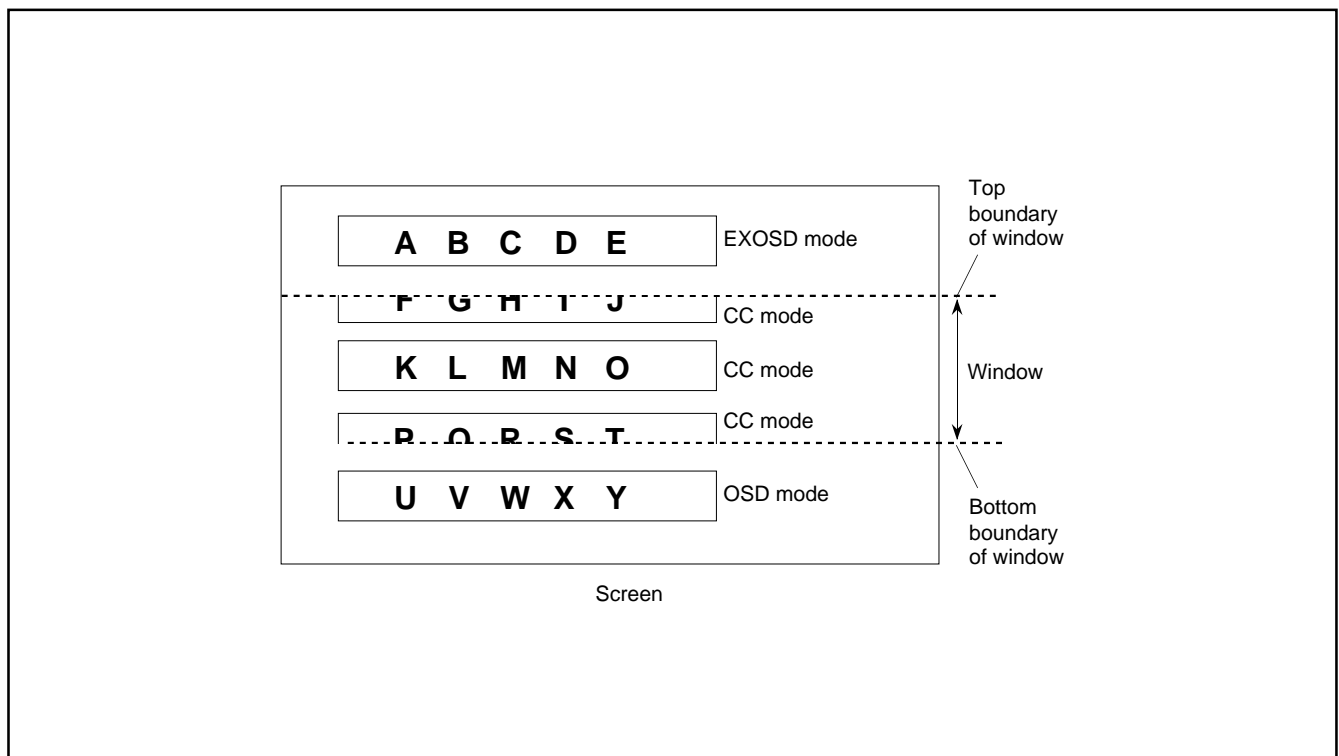 Top
boundary
of window
A B C D E
EXOSD mode
F G H I J
CC mode
K L M N O
CC mode
Window
P Q R S T
CC mode
U V W X Y
OSD mode
Bottom
boundary
of window
Screen